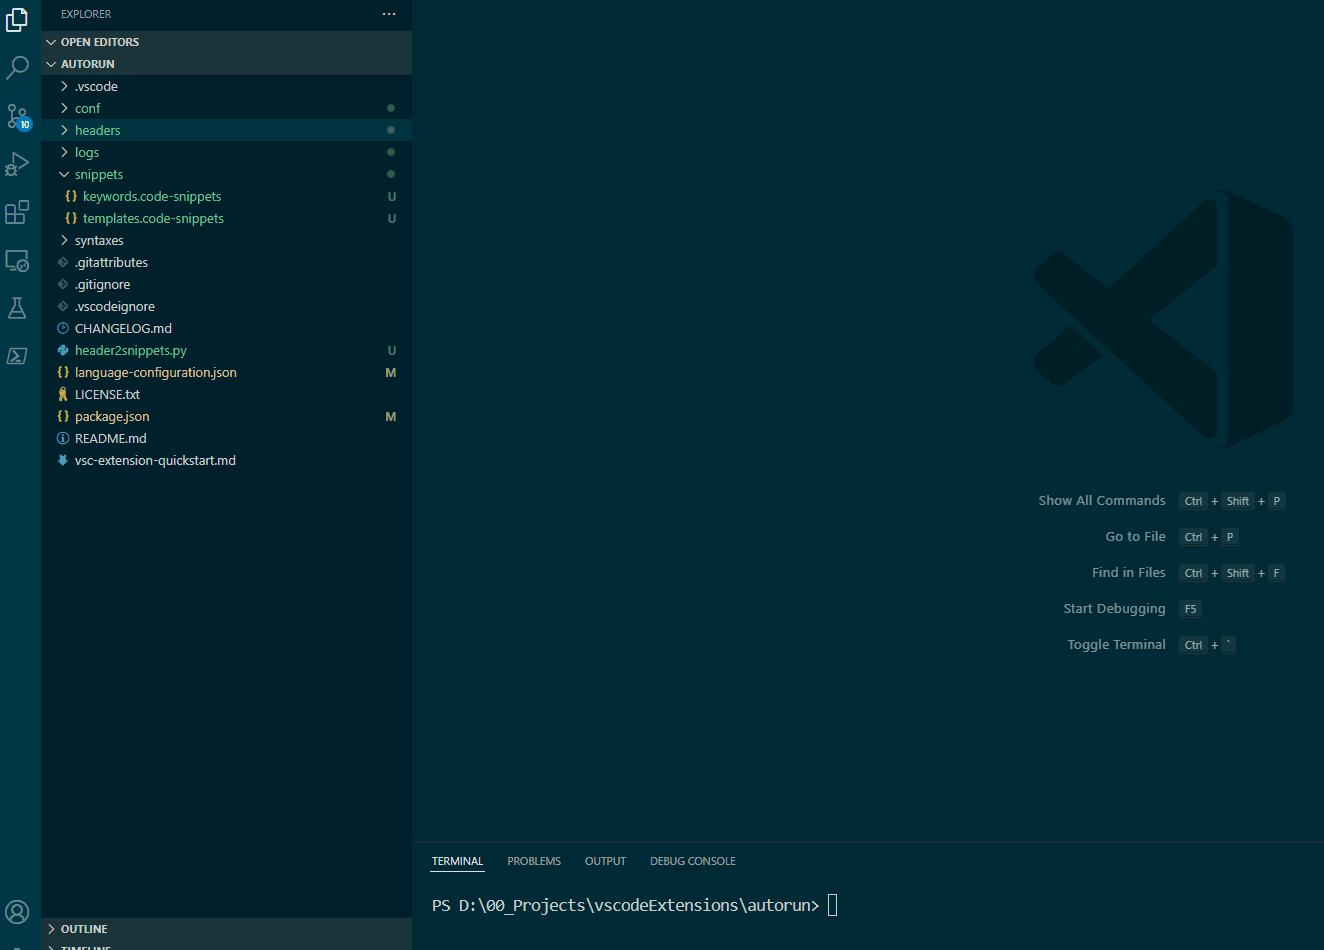 EXPLORER
OPEN EDITORS
AUTORUN
.vscode
conf
headers
logs
snippets
keywords.code-snippets U
templates.code-snippets U
syntaxes
.gitattributes
.gitignore
.vscodeignore
CHANGELOG.md
header2snippets.py U
language-configuration.json M
LICENSE.txt
package.json M
README.md
vsc-extension-quickstart.md
OUTLINE
TIMELINE
10
Show All Commands Ctrl + Shift + P
Go to File Ctrl + P
Find in Files Ctrl + Shift + F
Start Debugging F5
Toggle Terminal Ctrl + `
TERMINAL PROBLEMS OUTPUT DEBUG CONSOLE
PS D:\00_Projects\vscodeExtensions\autorun>